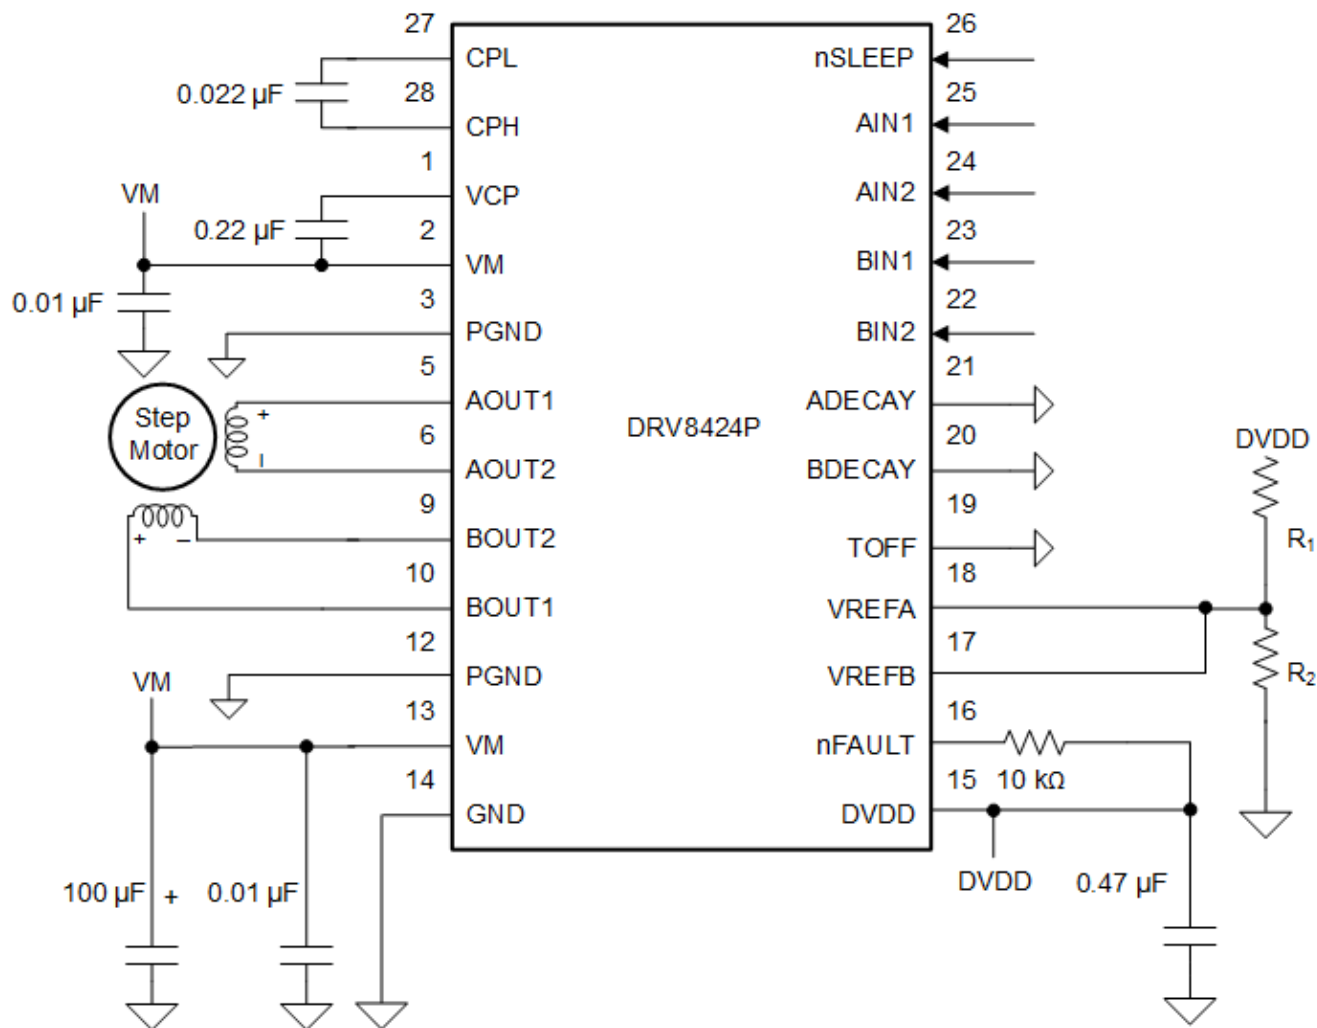 27
26
CPL
nSLEEP
0.022 µF
28
25
CPH
AIN1
1
24
VM
VCP
AIN2
0.22 µF
2
23
VM
BIN1
0.01 µF
3
22
PGND
BIN2
5
21
Step
Motor
+
–
AOUT1
DRV8424P
ADECAY
6
20
AOUT2
BDECAY
DVDD
9
19
+ –
BOUT2
TOFF
R1
10
18
BOUT1
VREFA
12
17
VM
PGND
VREFB
R2
13
16
VM
nFAULT
14
15
10 kΩ
GND
DVDD
100 µF +
0.01 µF
DVDD
0.47 µF